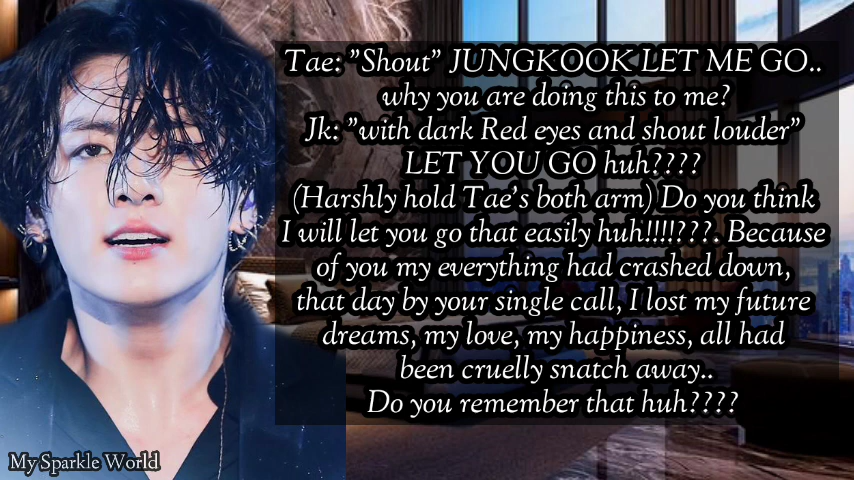 Tae: "Shout" JUNGKOOK LET ME GO..
why you are doing this to me?
Jk: "with dark Red eyes and shout louder"
LET YOU GO huh????
(Harshly hold Tae's both arm) Do you think
I will let you go that easily huh!!!!???. Because
of you my everything had crashed down,
that day by your single call, I lost my future
dreams, my love, my happiness, all had
been cruelly snatch away..
Do you remember that huh????
My Sparkle World